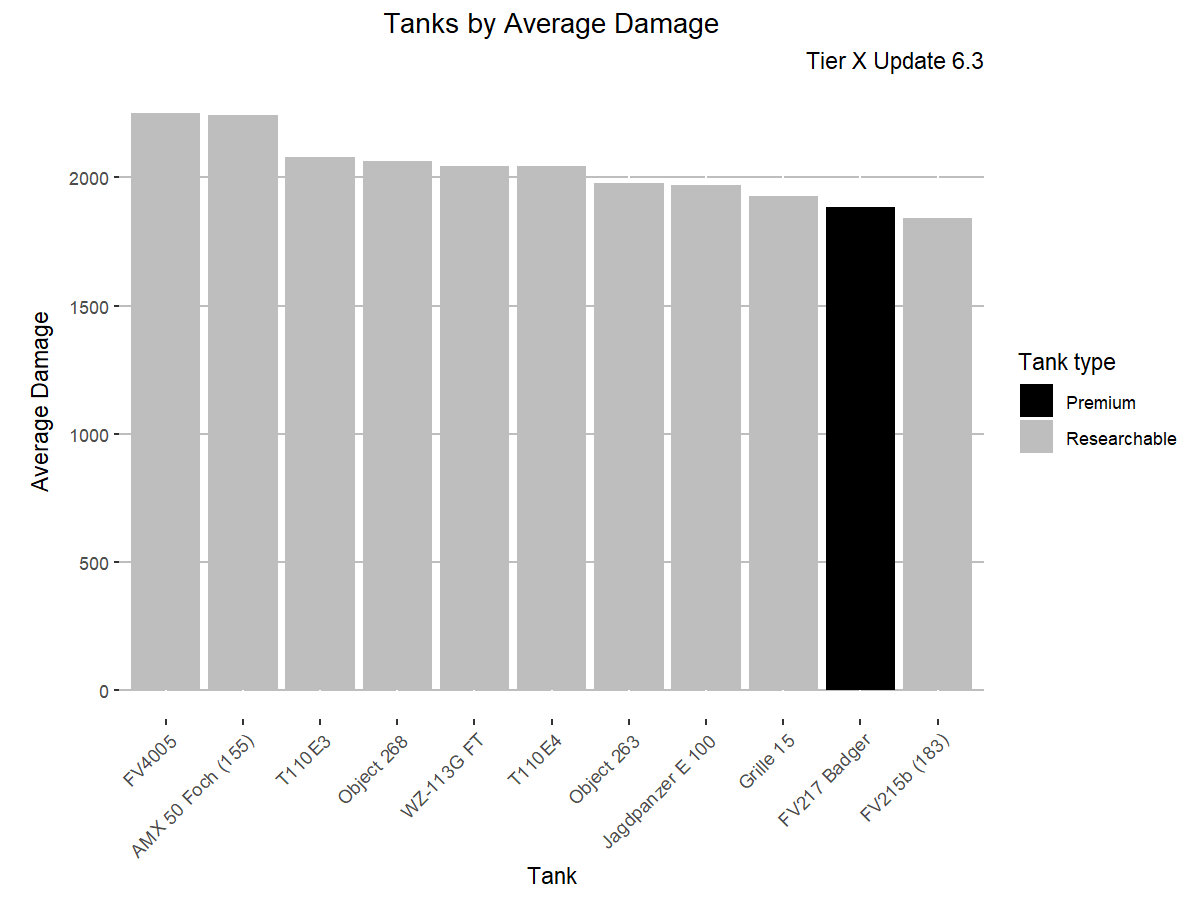 Tanks by Average Damage
Tier X Update 6.3
Average Damage
2000
1500
1000
500
0
FV4005
AMX 50 Foch (155)
T110E3
Object 268
WZ-113G FT
T110E4
Object 263
Jagdpanzer E 100
Grille 15
FV217 Badger
FV215b (183)
Tank
Tank type
Premium
Researchable